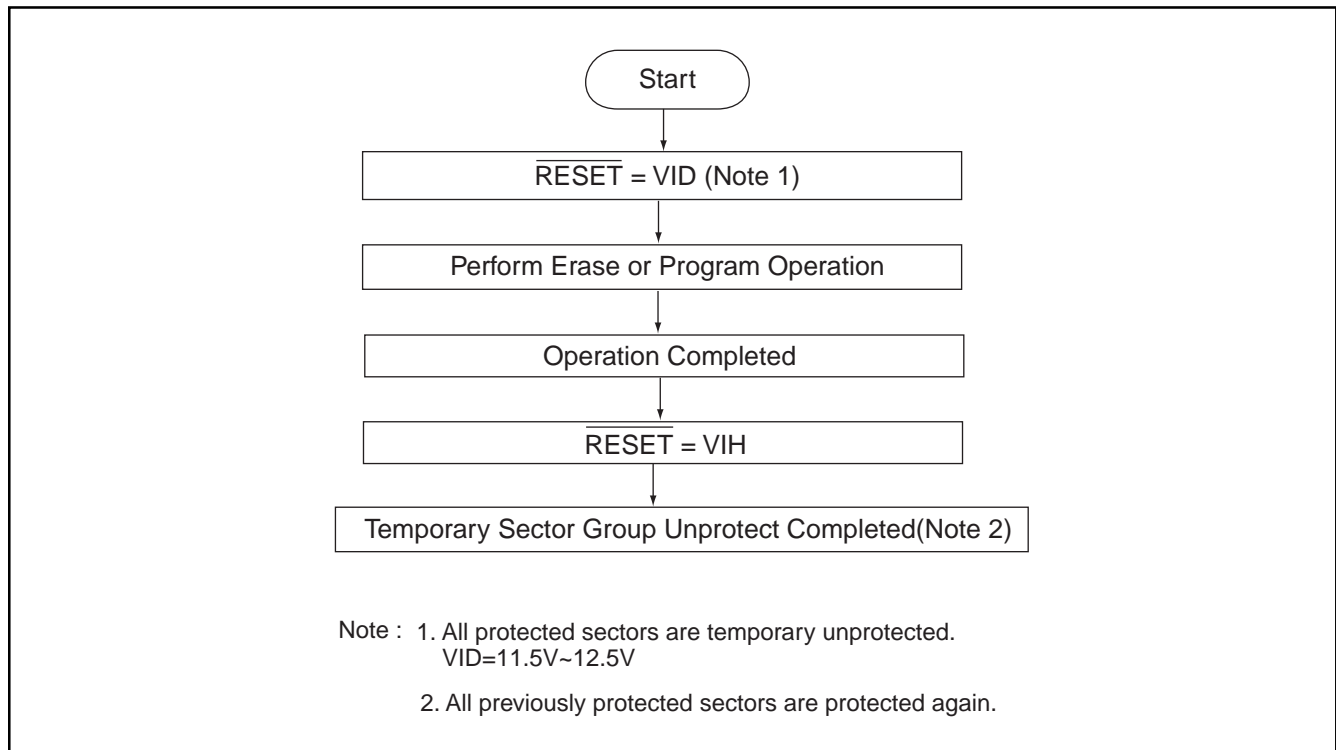 Start
RESET = VID (Note 1)
Perform Erase or Program Operation
Operation Completed
RESET = VIH
Temporary Sector Group Unprotect Completed(Note 2)
Note : 1. All protected sectors are temporary unprotected.
VID=11.5V~12.5V
2. All previously protected sectors are protected again.